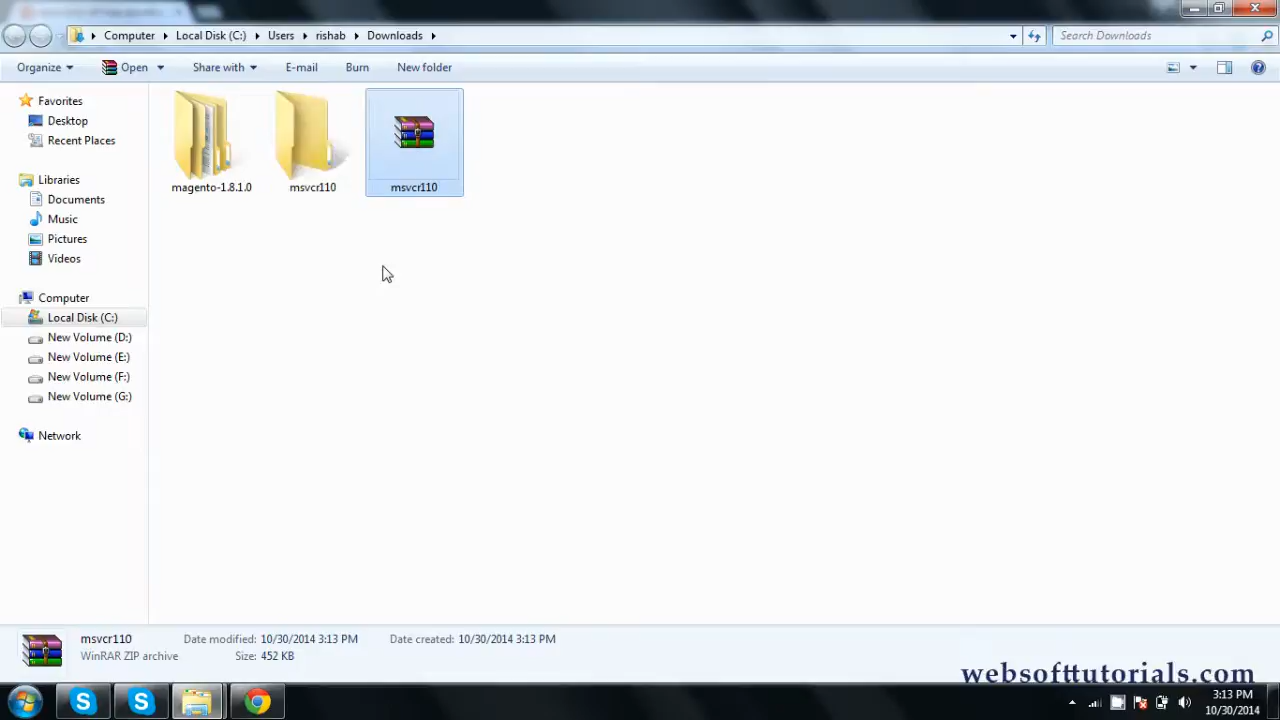 Computer Local Disk (C:) Users rishab Downloads
Search Downloads
Organize Open Share with E-mail Burn New folder
Favorites
Desktop
Recent Places
Libraries
Documents
Music
Pictures
Videos
Computer
Local Disk (C:)
New Volume (D:)
New Volume (E:)
New Volume (F:)
New Volume (G:)
Network
magento-1.8.1.0
msvcr110
msvcr110
msvcr110
WinRAR ZIP archive
Date modified: 10/30/2014 3:13 PM
Size: 452 KB
Date created: 10/30/2014 3:13 PM
websofttutorials.com
3:13 PM
10/30/2014